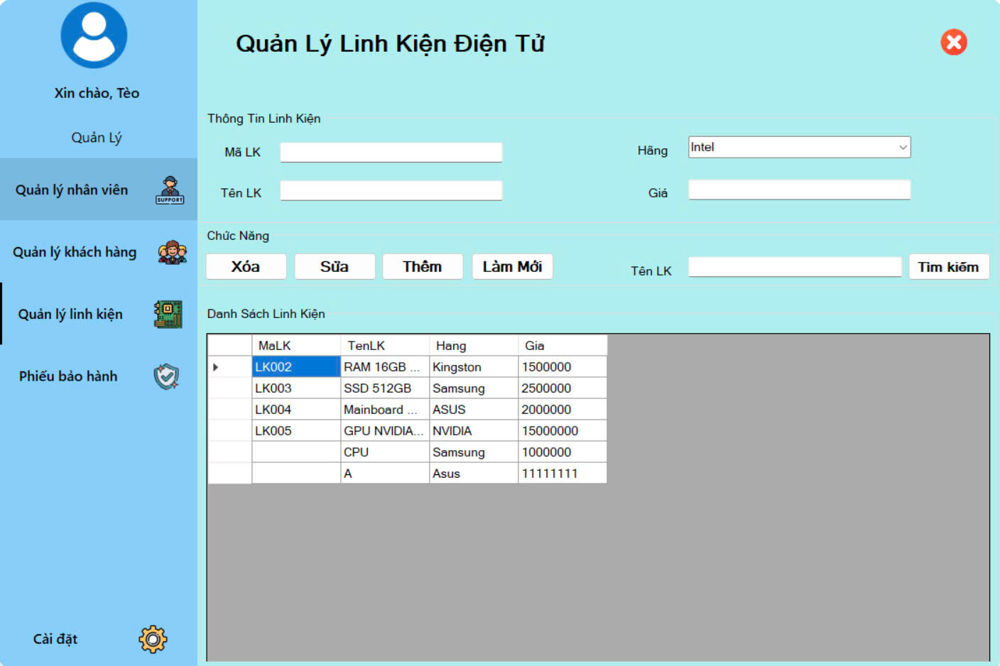 Quản Lý Linh Kiện Điện Tử
Xin chào, Tèo
Quản Lý
Quản lý nhân viên
SUPPORT
Quản lý khách hàng
Quản lý linh kiện
Phiếu bảo hành
Cài đặt
Thông Tin Linh Kiện
Mã LK
Hãng Intel
Tên LK
Giá
Chức Năng
Xóa Sửa Thêm Làm Mới Tên LK Tìm kiếm
Danh Sách Linh Kiện
MaLK TenLK Hang Gia
LK002 RAM 16GB ... Kingston 1500000
LK003 SSD 512GB Samsung 2500000
LK004 Mainboard ... ASUS 2000000
LK005 GPU NVIDIA... NVIDIA 15000000
CPU Samsung 1000000
A Asus 11111111